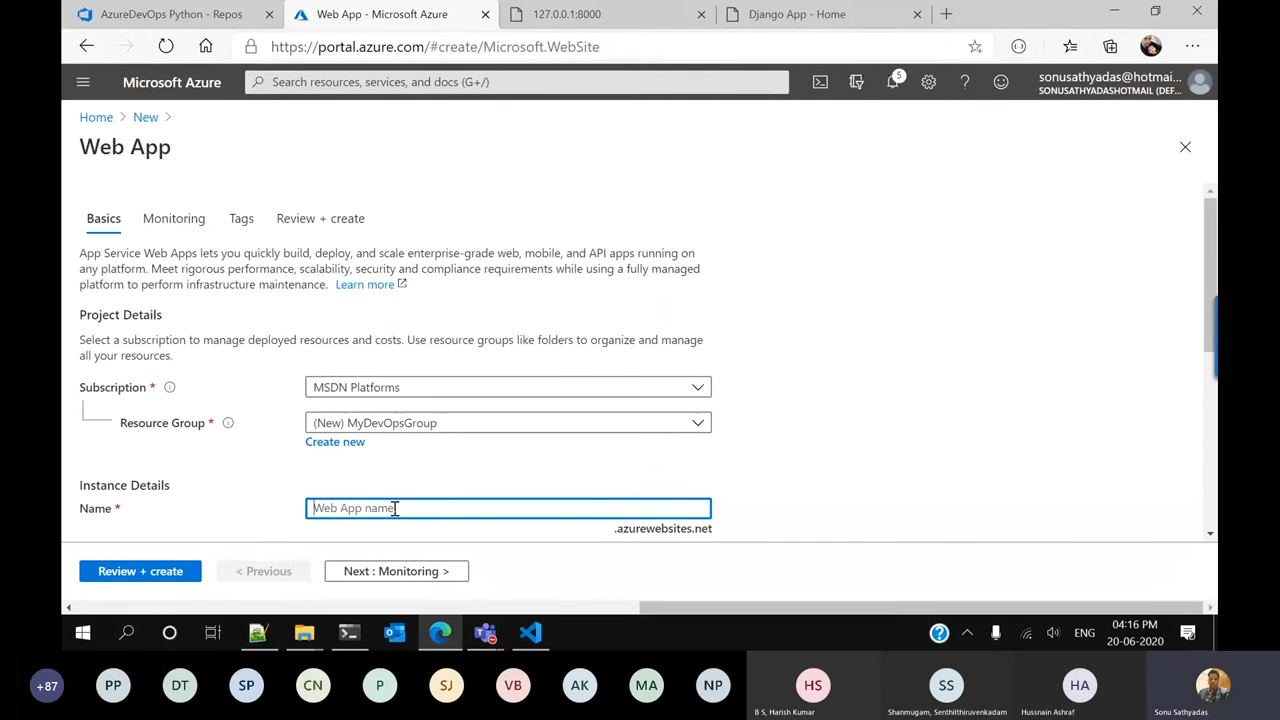 AzureDevOps Python - Repos
Web App - Microsoft Azure
127.0.0.1:8000
Django App - Home
https://portal.azure.com/#create/Microsoft.WebSite
Microsoft Azure
Search resources, services, and docs (G+/)
5
sonusathyadas@hotmai...
SONUSATHYADASHOTMAIL (DEF...
Home
New
Web App
Basics
Monitoring
Tags
Review + create
App Service Web Apps lets you quickly build, deploy, and scale enterprise-grade web, mobile, and API apps running on
any platform. Meet rigorous performance, scalability, security and compliance requirements while using a fully managed
platform to perform infrastructure maintenance. Learn more
Project Details
Select a subscription to manage deployed resources and costs. Use resource groups like folders to organize and manage
all your resources.
Subscription *
MSDN Platforms
Resource Group *
(New) MyDevOpsGroup
Create new
Instance Details
Name *
Web App name
.azurewebsites.net
Review + create
< Previous
Next : Monitoring >
ENG
04:16 PM
20-06-2020
+87
PP
DT
SP
CN
P
SJ
VB
AK
MA
NP
HS
SS
HA
B S, Harish Kumar
Shanmugam, Senthilthiruvenkadam
Hussnain Ashraf
Sonu Sathyadas